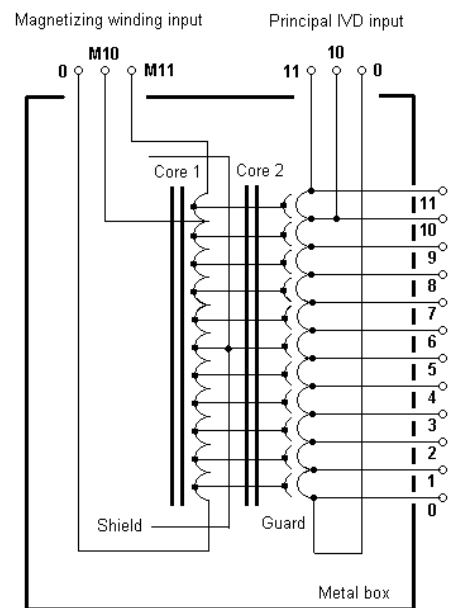 Magnetizing winding input
Principal IVD input
0 M10 M11
11 10 0
Core 1 Core 2
11
10
9
8
7
6
5
4
3
2
1
0
Shield
Guard
Metal box